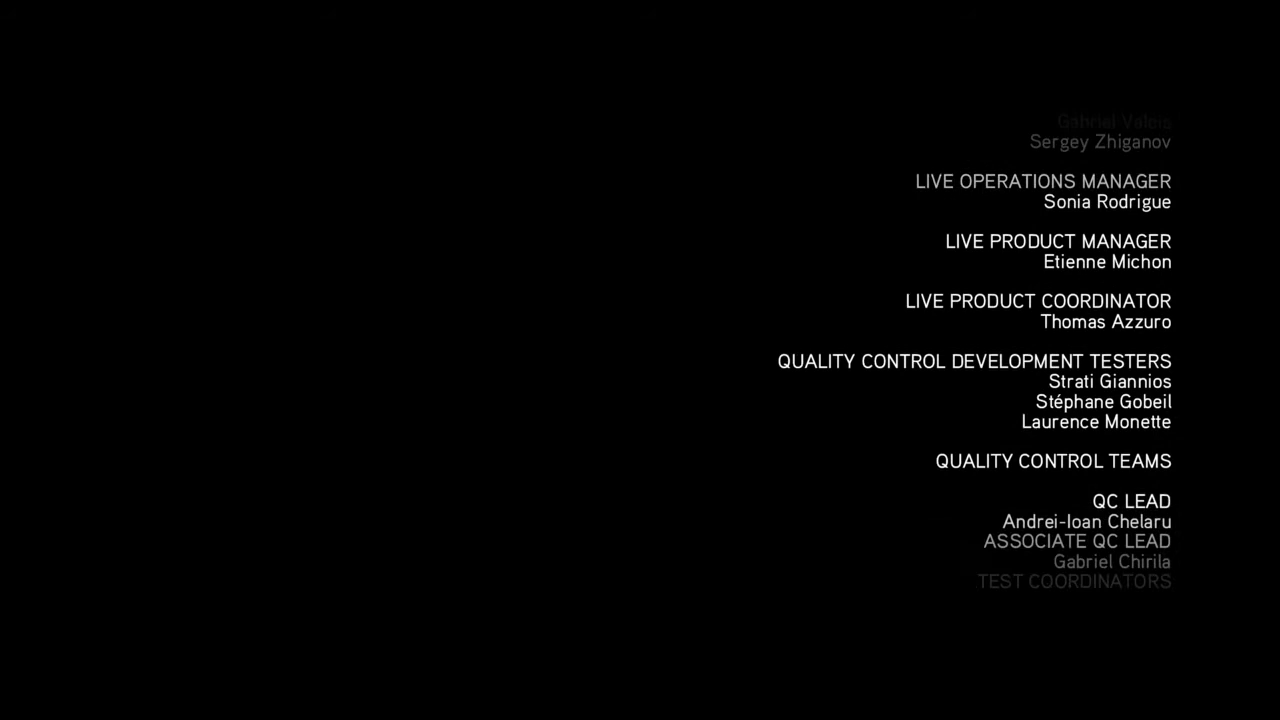 Gabriel Valois
Sergey Zhiganov
LIVE OPERATIONS MANAGER
Sonia Rodrigue
LIVE PRODUCT MANAGER
Etienne Michon
LIVE PRODUCT COORDINATOR
Thomas Azzuro
QUALITY CONTROL DEVELOPMENT TESTERS
Strati Giannios
Stéphane Gobeil
Laurence Monette
QUALITY CONTROL TEAMS
QC LEAD
Andrei-Ioan Chelaru
ASSOCIATE QC LEAD
Gabriel Chirila
TEST COORDINATORS